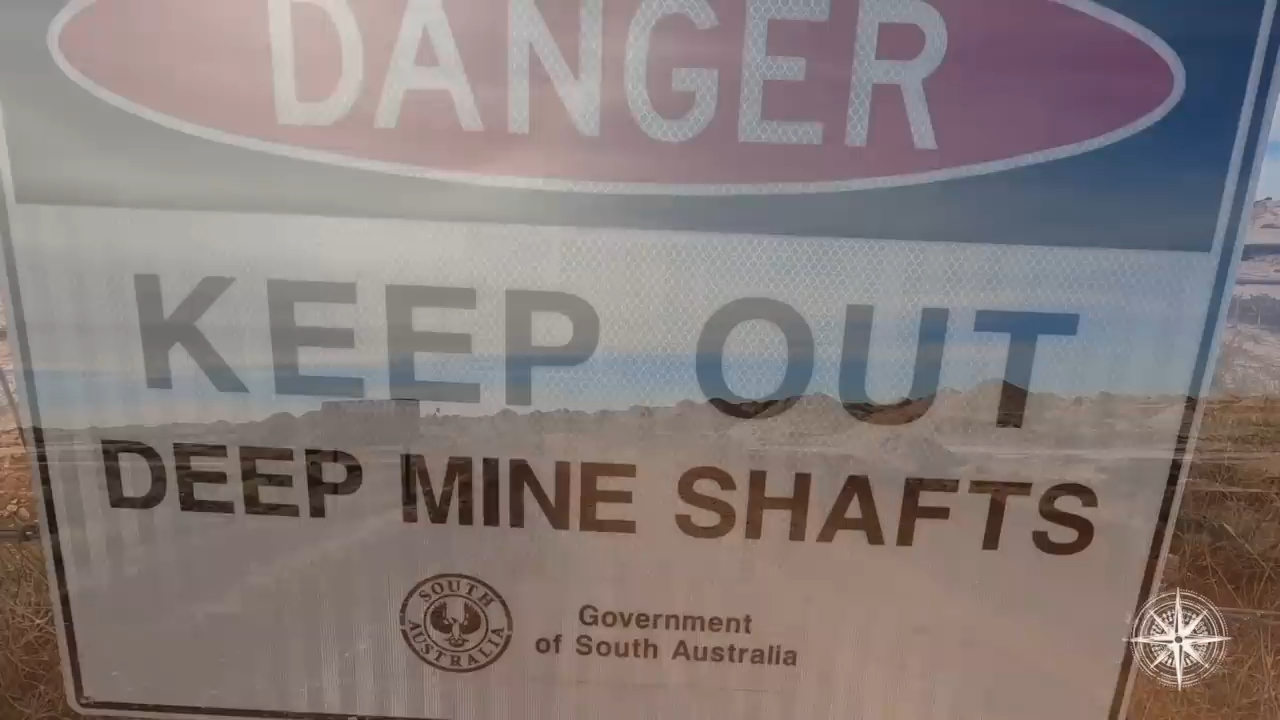 DANGER
KEEP OUT
DEEP MINE SHAFTS
SOUTH
AUSTRALIA
Government
of South Australia